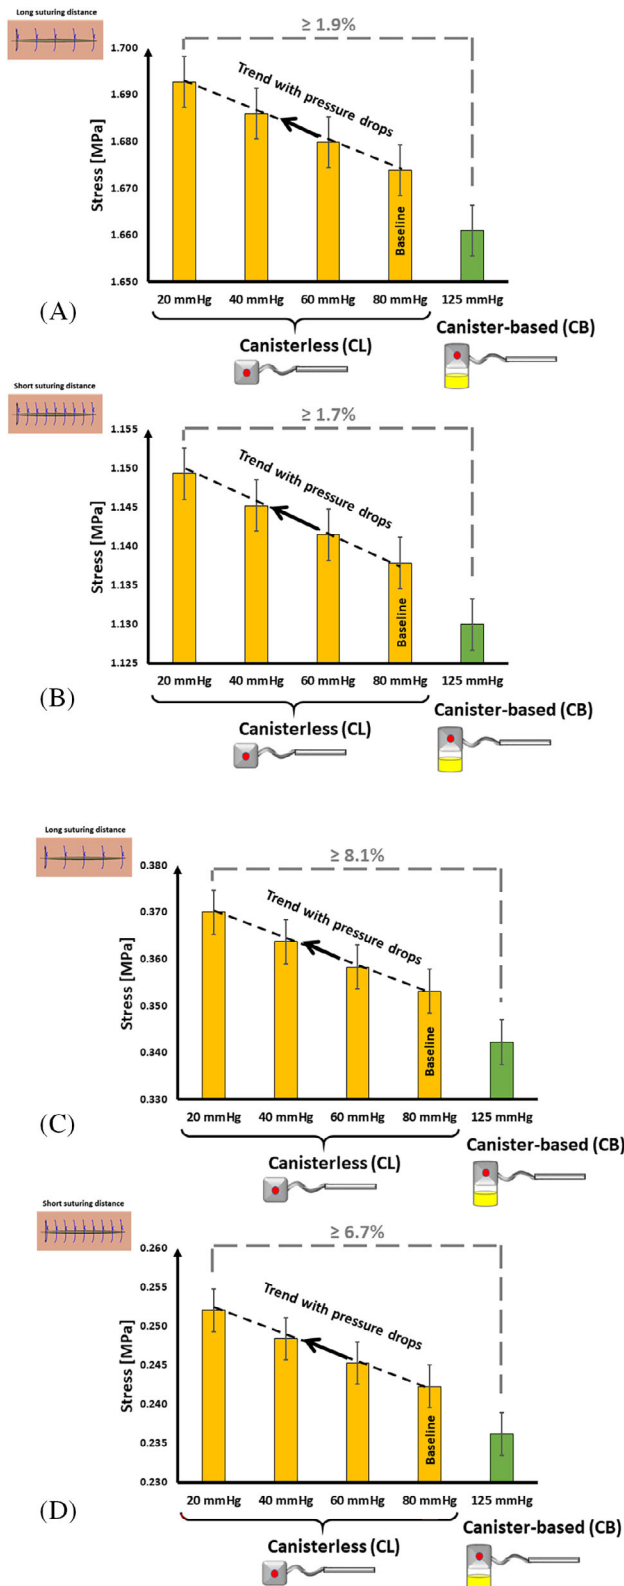 Long suturing distance
≥ 1.9%
Stress [MPa]
1.700
1.690
1.680
1.670
1.660
1.650
Trend with pressure drops
Baseline
20 mmHg 40 mmHg 60 mmHg 80 mmHg 125 mmHg
(A)
Canisterless (CL)
Canister-based (CB)
Short suturing distance
≥ 1.7%
Stress [MPa]
1.155
1.150
1.145
1.140
1.135
1.130
1.125
Trend with pressure drops
Baseline
20 mmHg 40 mmHg 60 mmHg 80 mmHg 125 mmHg
(B)
Canisterless (CL)
Canister-based (CB)
Long suturing distance
≥ 8.1%
Stress [MPa]
0.380
0.370
0.360
0.350
0.340
0.330
Trend with pressure drops
Baseline
20 mmHg 40 mmHg 60 mmHg 80 mmHg 125 mmHg
(C)
Canisterless (CL)
Canister-based (CB)
Short suturing distance
≥ 6.7%
Stress [MPa]
0.260
0.255
0.250
0.245
0.240
0.235
0.230
Trend with pressure drops
Baseline
20 mmHg 40 mmHg 60 mmHg 80 mmHg 125 mmHg
(D)
Canisterless (CL)
Canister-based (CB)